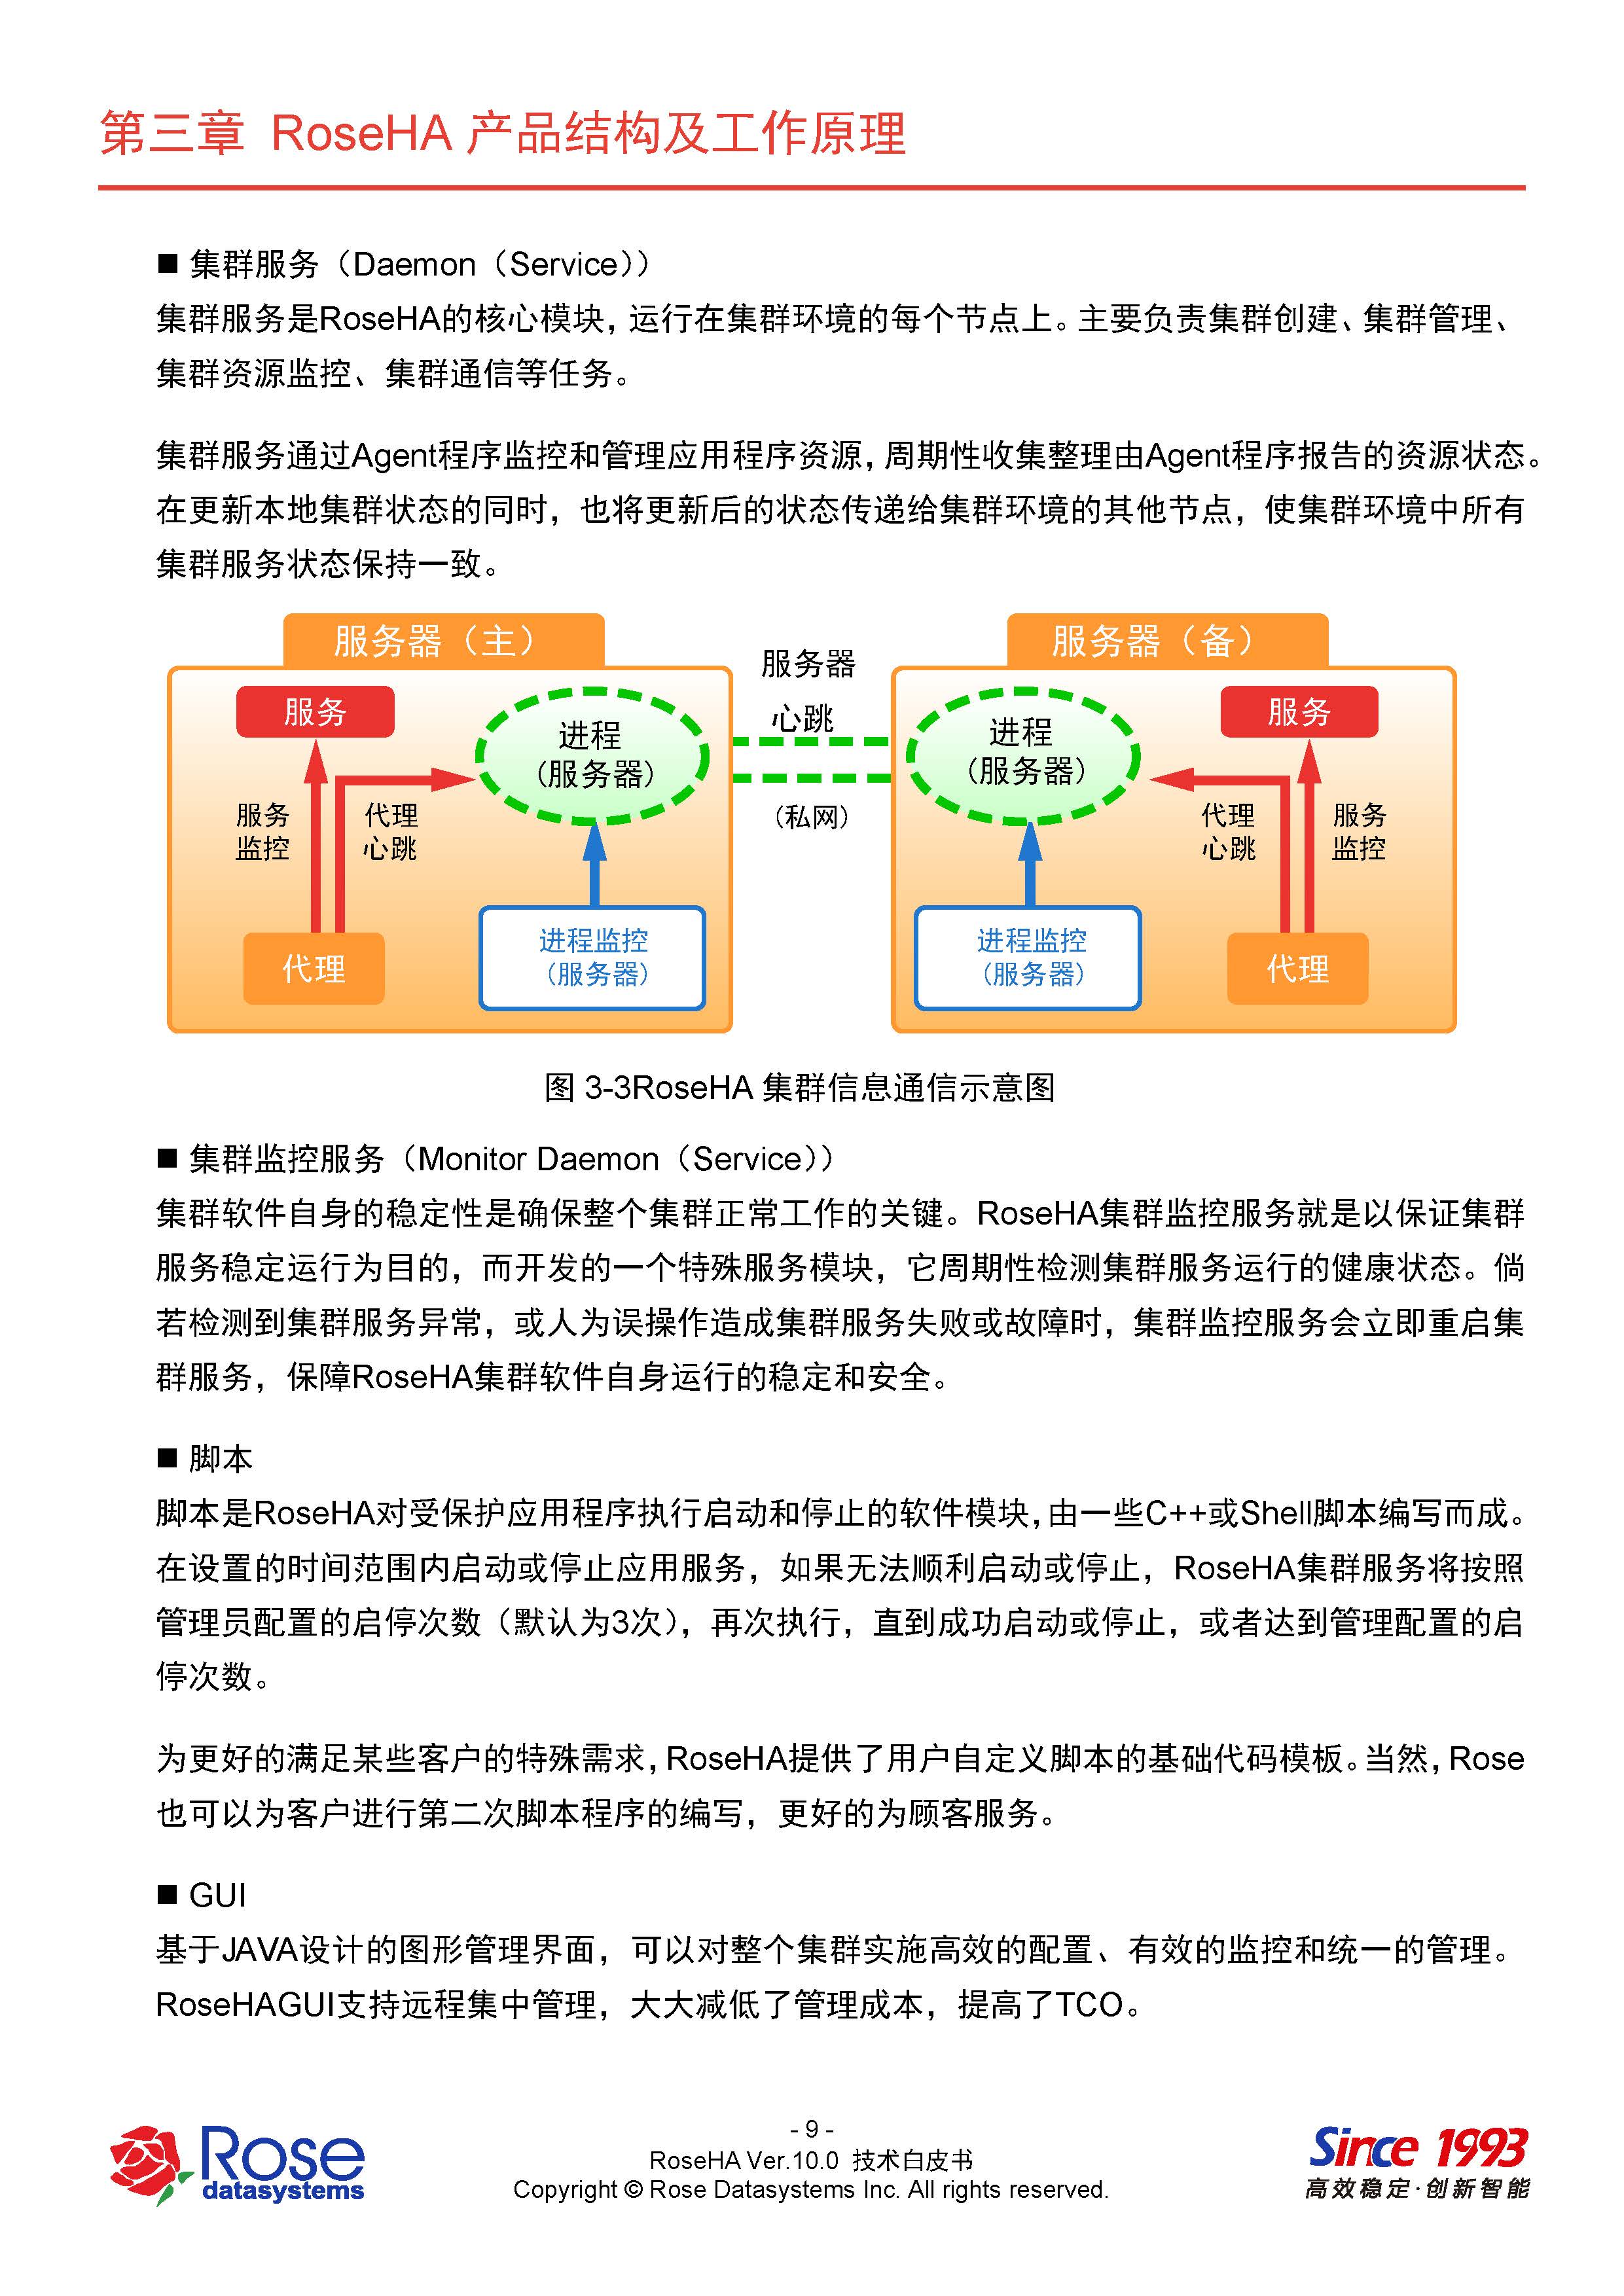 第三章 RoseHA 产品结构及工作原理
■ 集群服务（Daemon（Service））
集群服务是RoseHA的核心模块，运行在集群环境的每个节点上。主要负责集群创建、集群管理、
集群资源监控、集群通信等任务。
集群服务通过Agent程序监控和管理应用程序资源，周期性收集整理由Agent程序报告的资源状态。
在更新本地集群状态的同时，也将更新后的状态传递给集群环境的其他节点，使集群环境中所有
集群服务状态保持一致。
服务器（主）
服务
进程
（服务器）
服务
监控
代理
心跳
代理
进程监控
（服务器）
服务器
心跳
（私网）
服务器（备）
进程
（服务器）
服务
代理
心跳
服务
监控
进程监控
（服务器）
代理
图 3-3RoseHA 集群信息通信示意图
■ 集群监控服务（Monitor Daemon（Service））
集群软件自身的稳定性是确保整个集群正常工作的关键。RoseHA集群监控服务就是以保证集群
服务稳定运行为目的，而开发的一个特殊服务模块，它周期性检测集群服务运行的健康状态。倘
若检测到集群服务异常，或人为误操作造成集群服务失败或故障时，集群监控服务会立即重启集
群服务，保障RoseHA集群软件自身运行的稳定和安全。
■ 脚本
脚本是RoseHA对受保护应用程序执行启动和停止的软件模块，由一些C++或Shell脚本编写而成。
在设置的时间范围内启动或停止应用服务，如果无法顺利启动或停止，RoseHA集群服务将按照
管理员配置的启停次数（默认为3次），再次执行，直到成功启动或停止，或者达到管理配置的启
停次数。
为更好的满足某些客户的特殊需求，RoseHA提供了用户自定义脚本的基础代码模板。当然，Rose
也可以为客户进行第二次脚本程序的编写，更好的为顾客服务。
■ GUI
基于JAVA设计的图形管理界面，可以对整个集群实施高效的配置、有效的监控和统一的管理。
RoseHAGUI支持远程集中管理，大大减低了管理成本，提高了TCO。
Rose
datasystems
- 9 -
RoseHA Ver.10.0 技术白皮书
Copyright © Rose Datasystems Inc. All rights reserved.
Since 1993
高效稳定·创新智能